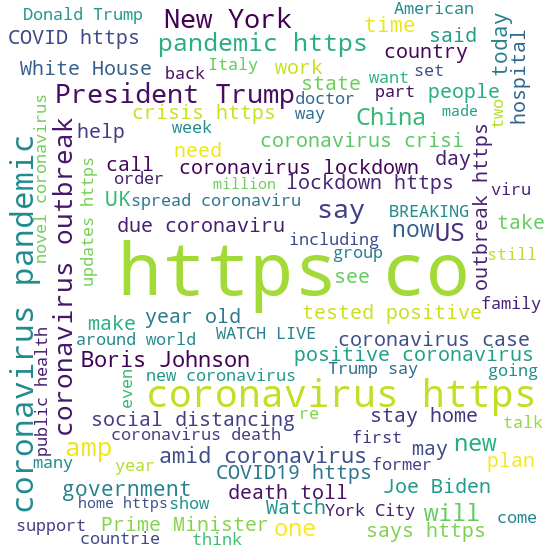 Donald Trump
American
New York
time
said
COVID https
pandemic https
country
today
hospital
White House
back
Italy
work
want
set
state
doctor
part
people
two
made
President Trump
crisis https
way
China
help
week
need
coronavirus crisi
day
call
coronavirus lockdown
order
million
lockdown https
viru
UK
spread coronaviru
say
BREAKING
take
due coronaviru
including
now
US
still
group
outbreak https
novel coronavirus
updates https
coronavirus outbreak
coronavirus pandemic
https co
see
family
tested positive
make
year old
around world
WATCH LIVE
coronavirus case
Boris Johnson
positive coronavirus
public health
even
new coronavirus
Trump say
going
coronavirus https
social distancing
re
stay home
talk
coronavirus death
first
may
new
amp
amid coronavirus
many
year
COVID19 https
former
plan
government
death toll
Joe Biden
home https
show
Watch
York City
will
come
support
Prime Minister
one
says https
countrie
think